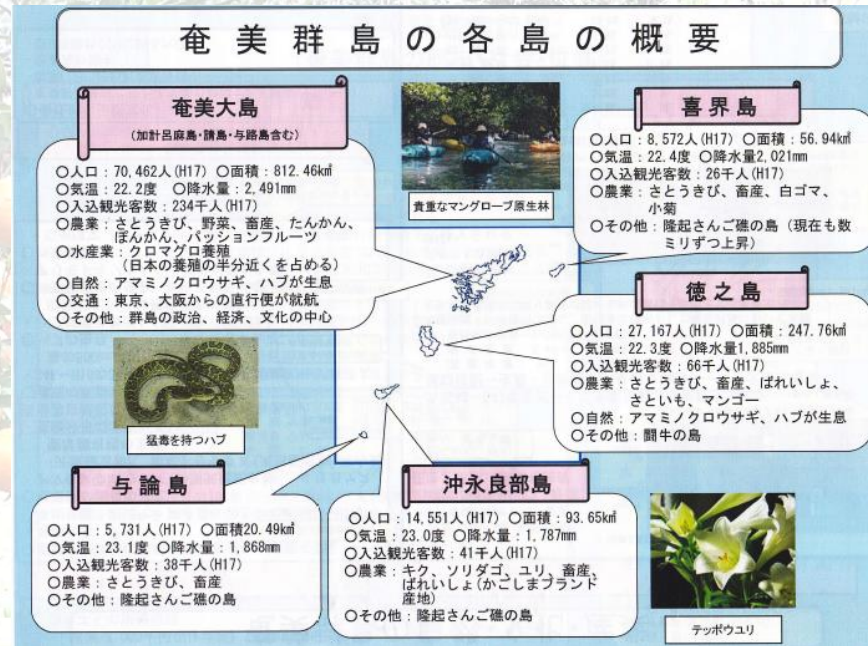 奄美群島の各島の概要
奄美大島
(加計呂麻島・請島・与路島含む)
○人口：70,462人(H17) ○面積：812.46k㎡
○気温：22.2度 ○降水量：2,491mm
○入込観光客数：234千人(H17)
○農業：さとうきび、野菜、畜産、たんかん、
ぽんかん、パッションフルーツ
○水産業：クロマグロ養殖
(日本の養殖の半分近くを占める)
○自然：アマミノクロウサギ、ハブが生息
○交通：東京、大阪からの直行便が就航
○その他：群島の政治、経済、文化の中心
貴重なマングローブ原生林
喜界島
○人口：8,572人(H17) ○面積：56.94k㎡
○気温：22.4度 ○降水量2,021mm
○入込観光客数：26千人(H17)
○農業：さとうきび、畜産、白ゴマ、
小菊
○その他：隆起さんご礁の島（現在も数
ミリずつ上昇）
徳之島
○人口：27,167人(H17) ○面積：247.76k㎡
○気温：22.3度 ○降水量1,885mm
○入込観光客数：66千人(H17)
○農業：さとうきび、畜産、ばれいしょ、
さといも、マンゴー
○自然：アマミノクロウサギ、ハブが生息
○その他：闘牛の島
猛毒を持つハブ
与論島
○人口：5,731人(H17) ○面積20.49k㎡
○気温：23.1度 ○降水量：1,868mm
○入込観光客数：38千人(H17)
○農業：さとうきび、畜産
○その他：隆起さんご礁の島
沖永良部島
○人口：14,551人(H17) ○面積：93.65k㎡
○気温：23.0度 ○降水量：1,787mm
○入込観光客数：41千人(H17)
○農業：キク、ソリダゴ、ユリ、畜産、
ばれいしょ(かごしまブランド
産地)
○その他：隆起さんご礁の島
テッポウユリ